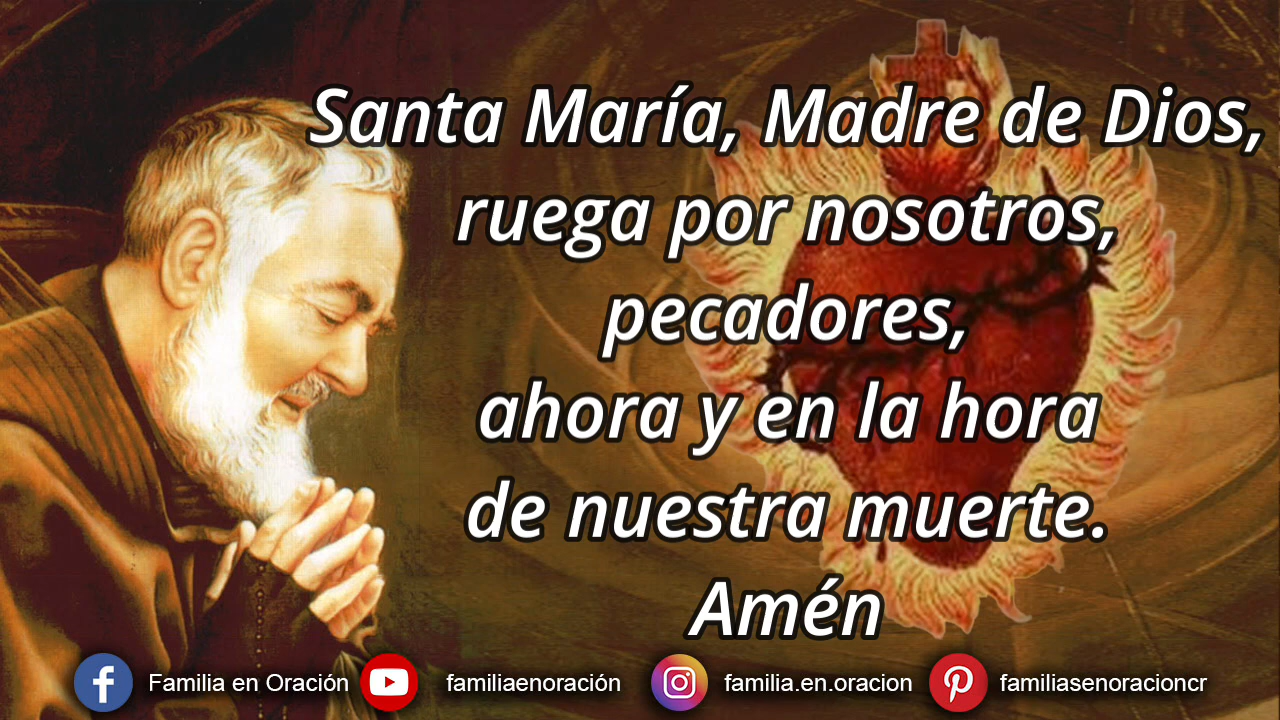 Santa María, Madre de Dios,
ruega por nosotros,
pecadores,
ahora y en la hora
de nuestra muerte.
Amén
Familia en Oración familiaenoración familia.en.oracion familiasenoracioncr